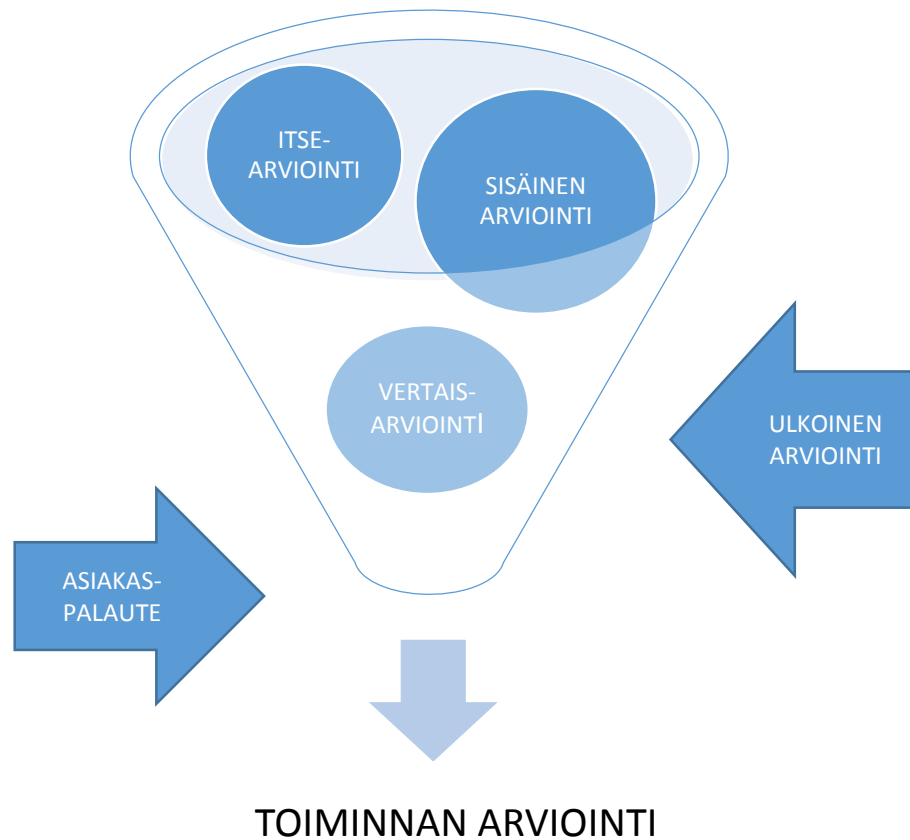 ITSE-
ARVIOINTI
SISÄINEN
ARVIOINTI
VERTAIS-
ARVIOINTI
ULKOINEN
ARVIOINTI
ASIAKAS-
PALAUTE
TOIMINNAN ARVIOINTI